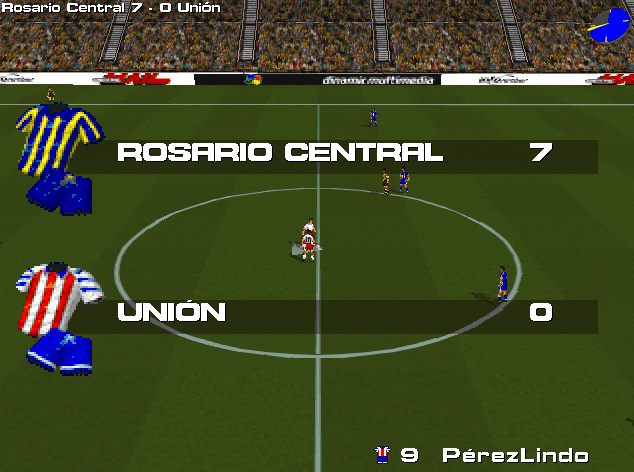 Rosario Central 7 - 0 Unión
dinamic multimedia
ROSARIO CENTRAL 7
UNIÓN 0
9 PérezLindo